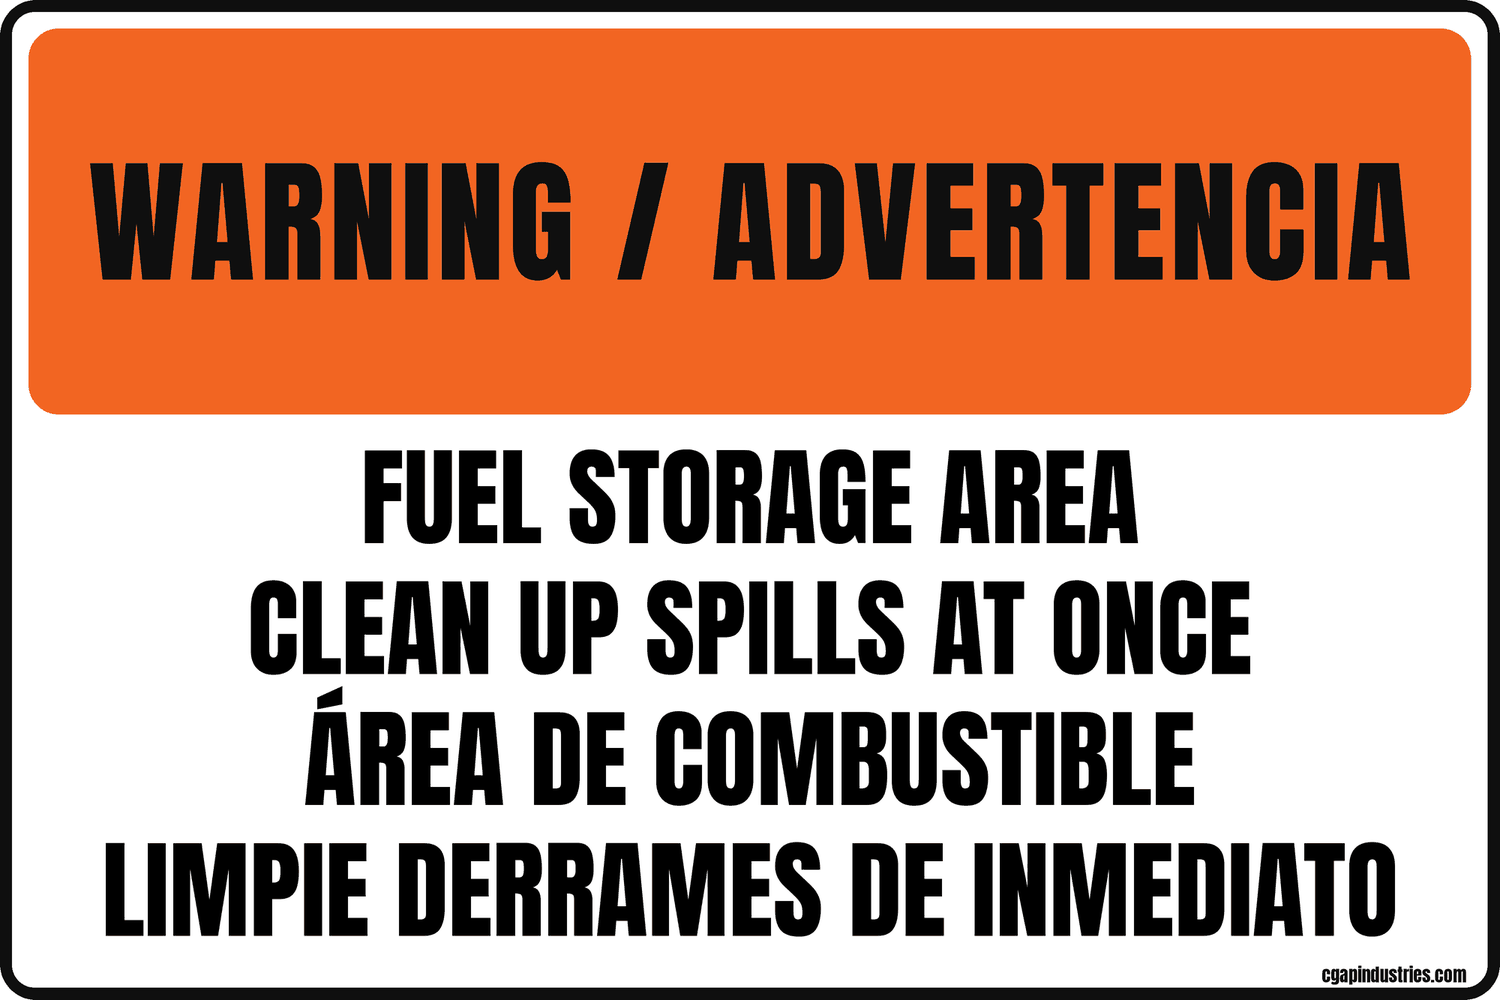 WARNING / ADVERTENCIA
FUEL STORAGE AREA
CLEAN UP SPILLS AT ONCE
ÁREA DE COMBUSTIBLE
LIMPIE DERRAMES DE INMEDIATO
cgapindustries.com